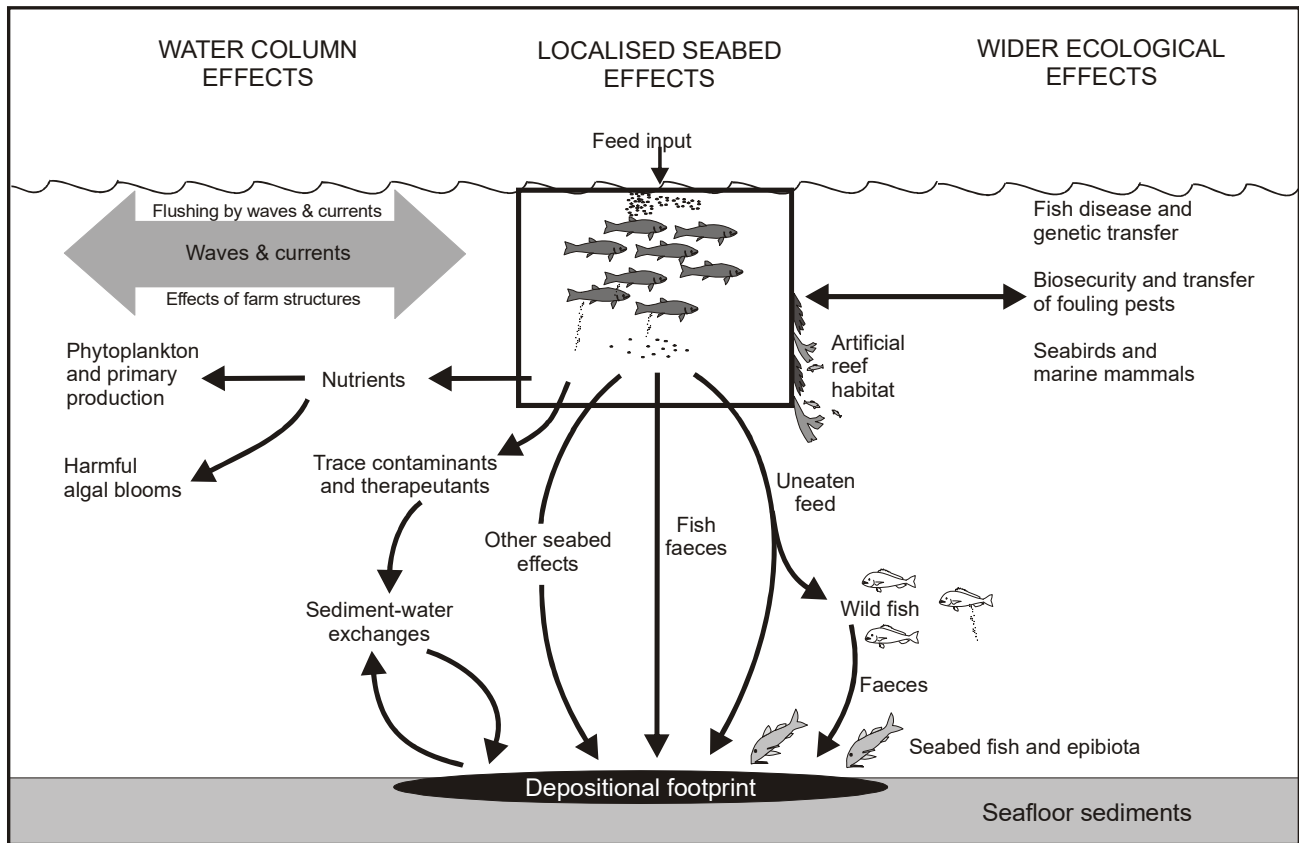 WATER COLUMN
EFFECTS
LOCALISED SEABED
EFFECTS
WIDER ECOLOGICAL
EFFECTS
Feed input
Flushing by waves & currents
Waves & currents
Effects of farm structures
Fish disease and
genetic transfer
Biosecurity and transfer
of fouling pests
Seabirds and
marine mammals
Artificial
reef
habitat
Phytoplankton
and primary
production
Nutrients
Harmful
algal blooms
Trace contaminants
and therapeutants
Uneaten
feed
Other seabed
effects
Fish
faeces
Sediment-water
exchanges
Wild fish
Faeces
Seabed fish and epibiota
Depositional footprint
Seafloor sediments